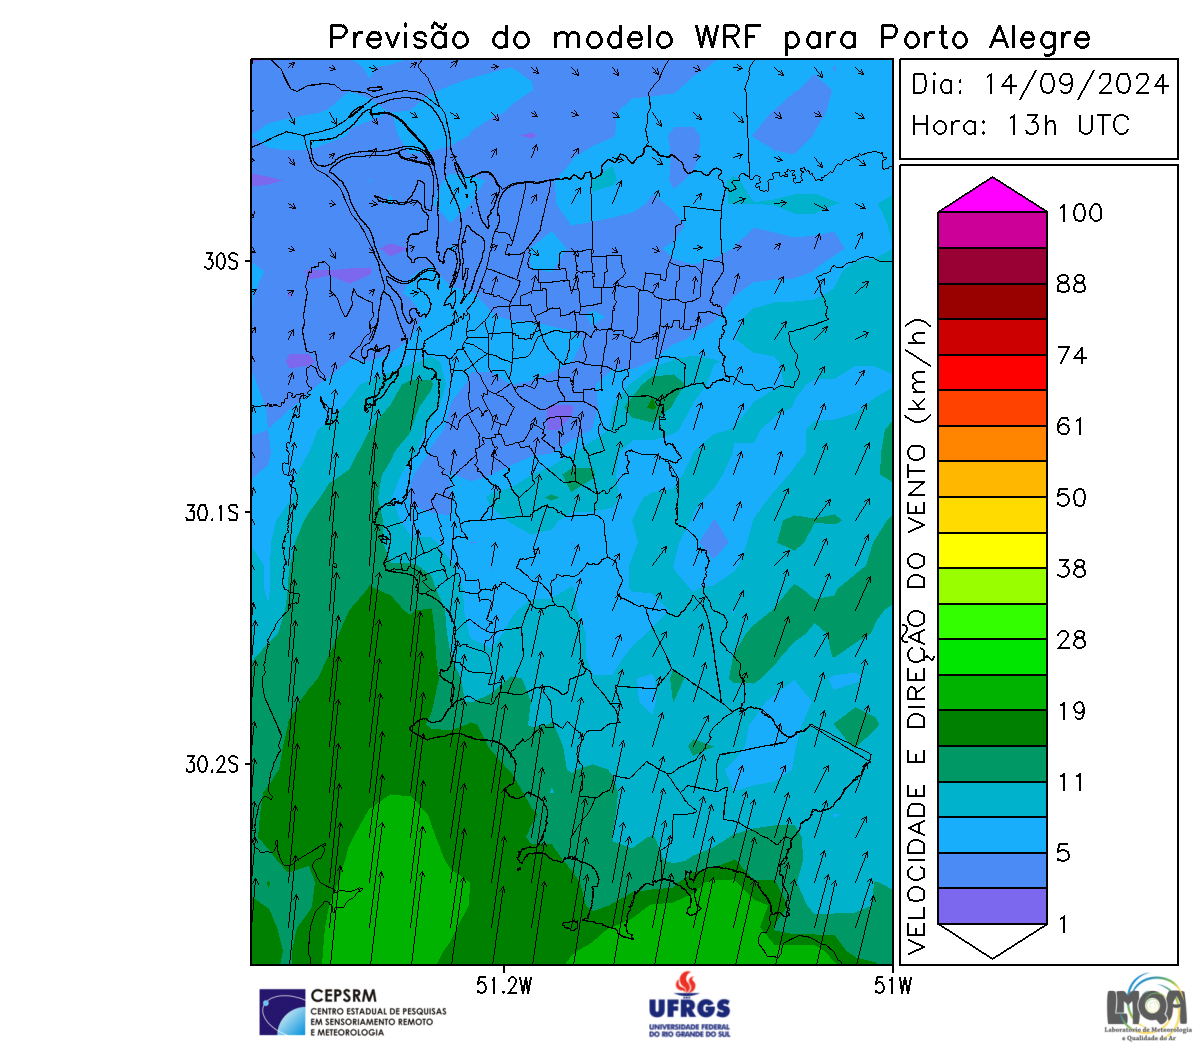 Previsão do modelo WRF para Porto Alegre
Dia: 14/09/2024
Hora: 13h UTC
30S
30.1S
30.2S
51.2W
51W
VELOCIDADE E DIREÇÃO DO VENTO (km/h)
100
88
74
61
50
38
28
19
11
5
1
CEPSRM
CENTRO ESTADUAL DE PESQUISAS
EM SENSORIAMENTO REMOTO
E METEOROLOGIA
UFRGS
UNIVERSIDADE FEDERAL
DO RIO GRANDE DO SUL
LMQA
Laboratório de Meteorologia
e Qualidade do Ar